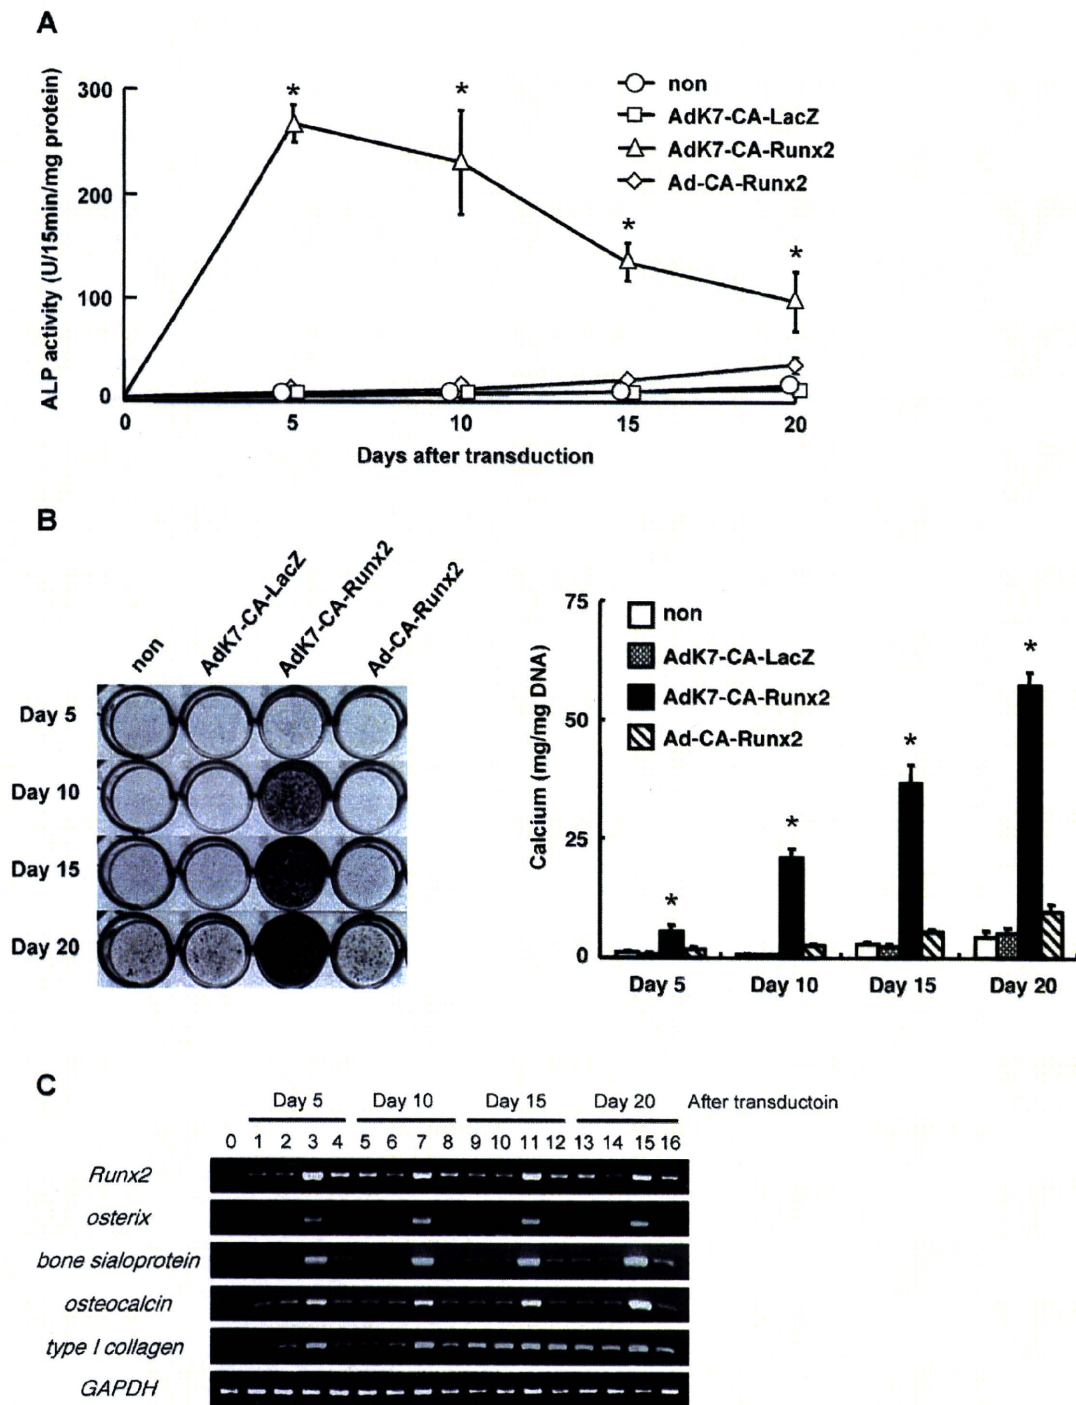 A
ALP activity (U/15min/mg protein)
300
200
100
0
0 5 10 15 20
Days after transduction
non
AdK7-CA-LacZ
AdK7-CA-Runx2
Ad-CA-Runx2
* * * *
B
non AdK7-CA-LacZ AdK7-CA-Runx2 Ad-CA-Runx2
Day 5
Day 10
Day 15
Day 20
Calcium (mg/mg DNA)
75
50
25
0
non
AdK7-CA-LacZ
AdK7-CA-Runx2
Ad-CA-Runx2
* * * *
Day 5 Day 10 Day 15 Day 20
C
Day 5 Day 10 Day 15 Day 20 After transductoin
0 1 2 3 4 5 6 7 8 9 10 11 12 13 14 15 16
Runx2
osterix
bone sialoprotein
osteocalcin
type I collagen
GAPDH